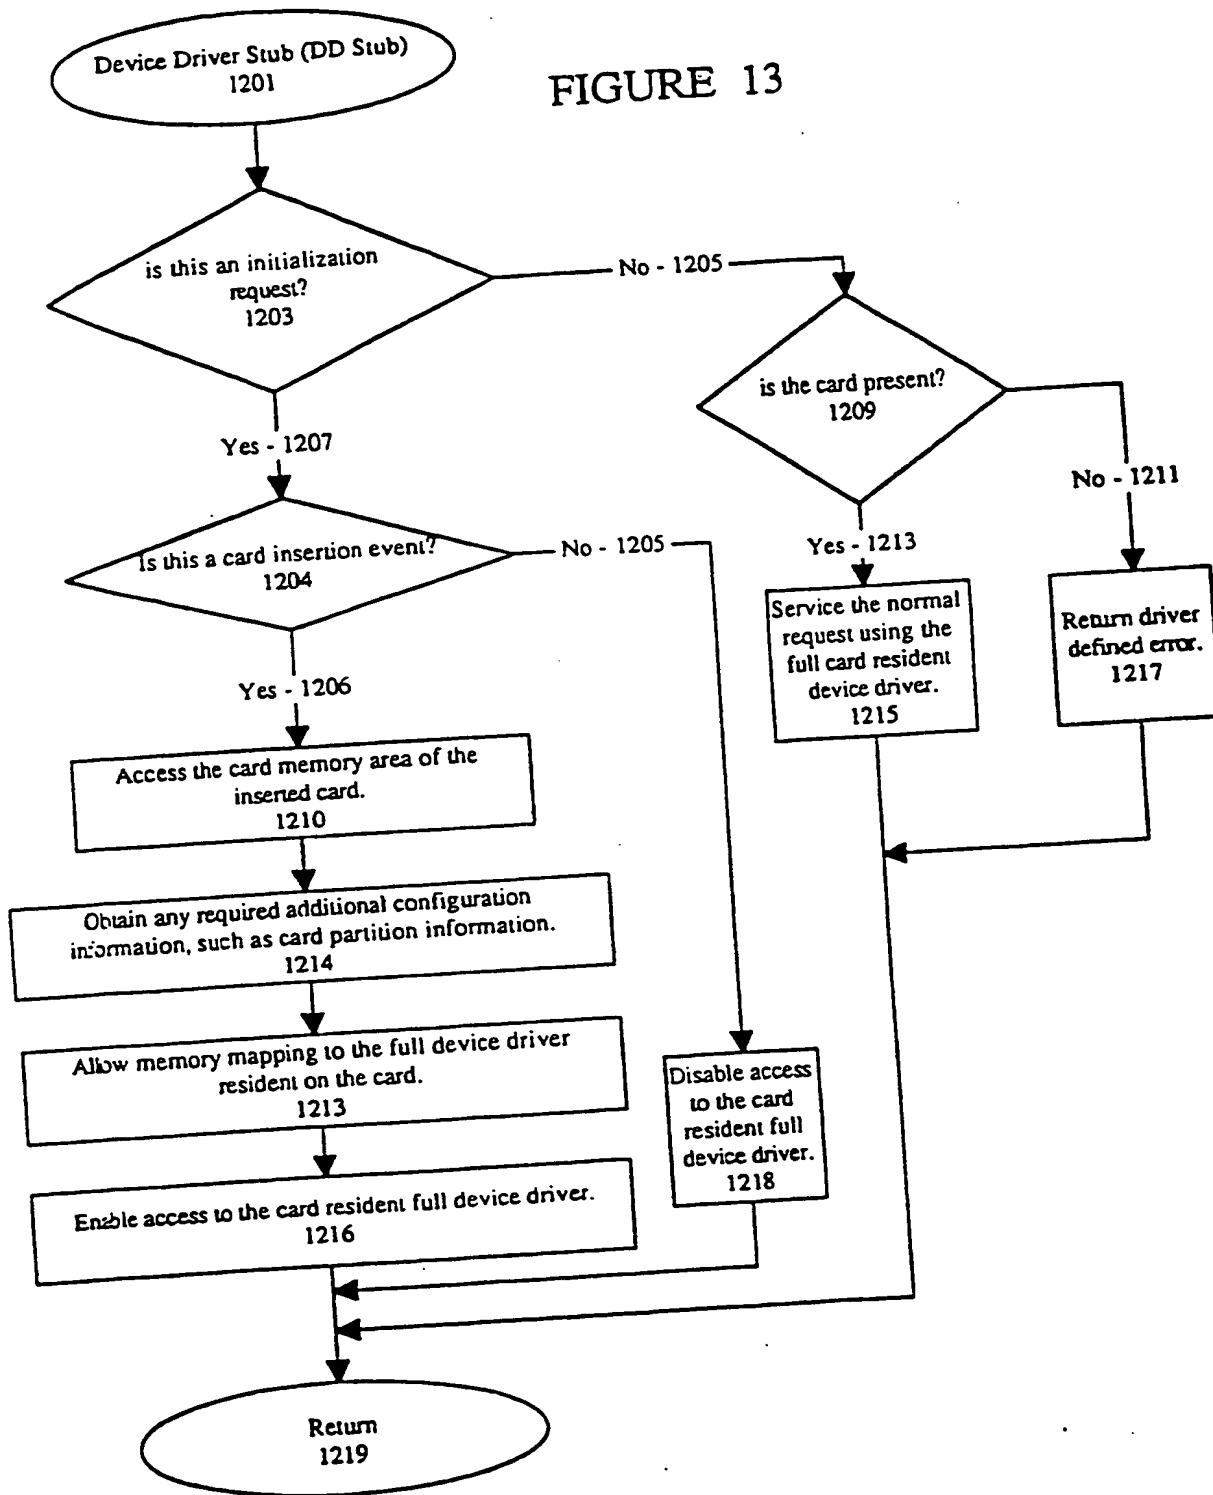 Device Driver Stub (DD Stub)
1201
FIGURE 13
is this an initialization
request?
1203
No - 1205
is the card present?
1209
Yes - 1207
No - 1211
Is this a card insertion event?
1204
No - 1205
Yes - 1213
Service the normal
request using the
full card resident
device driver.
1215
Return driver
defined error.
1217
Yes - 1206
Access the card memory area of the
inserted card.
1210
Obtain any required additional configuration
information, such as card partition information.
1214
Allow memory mapping to the full device driver
resident on the card.
1213
Disable access
to the card
resident full
device driver.
1218
Enable access to the card resident full device driver.
1216
Return
1219